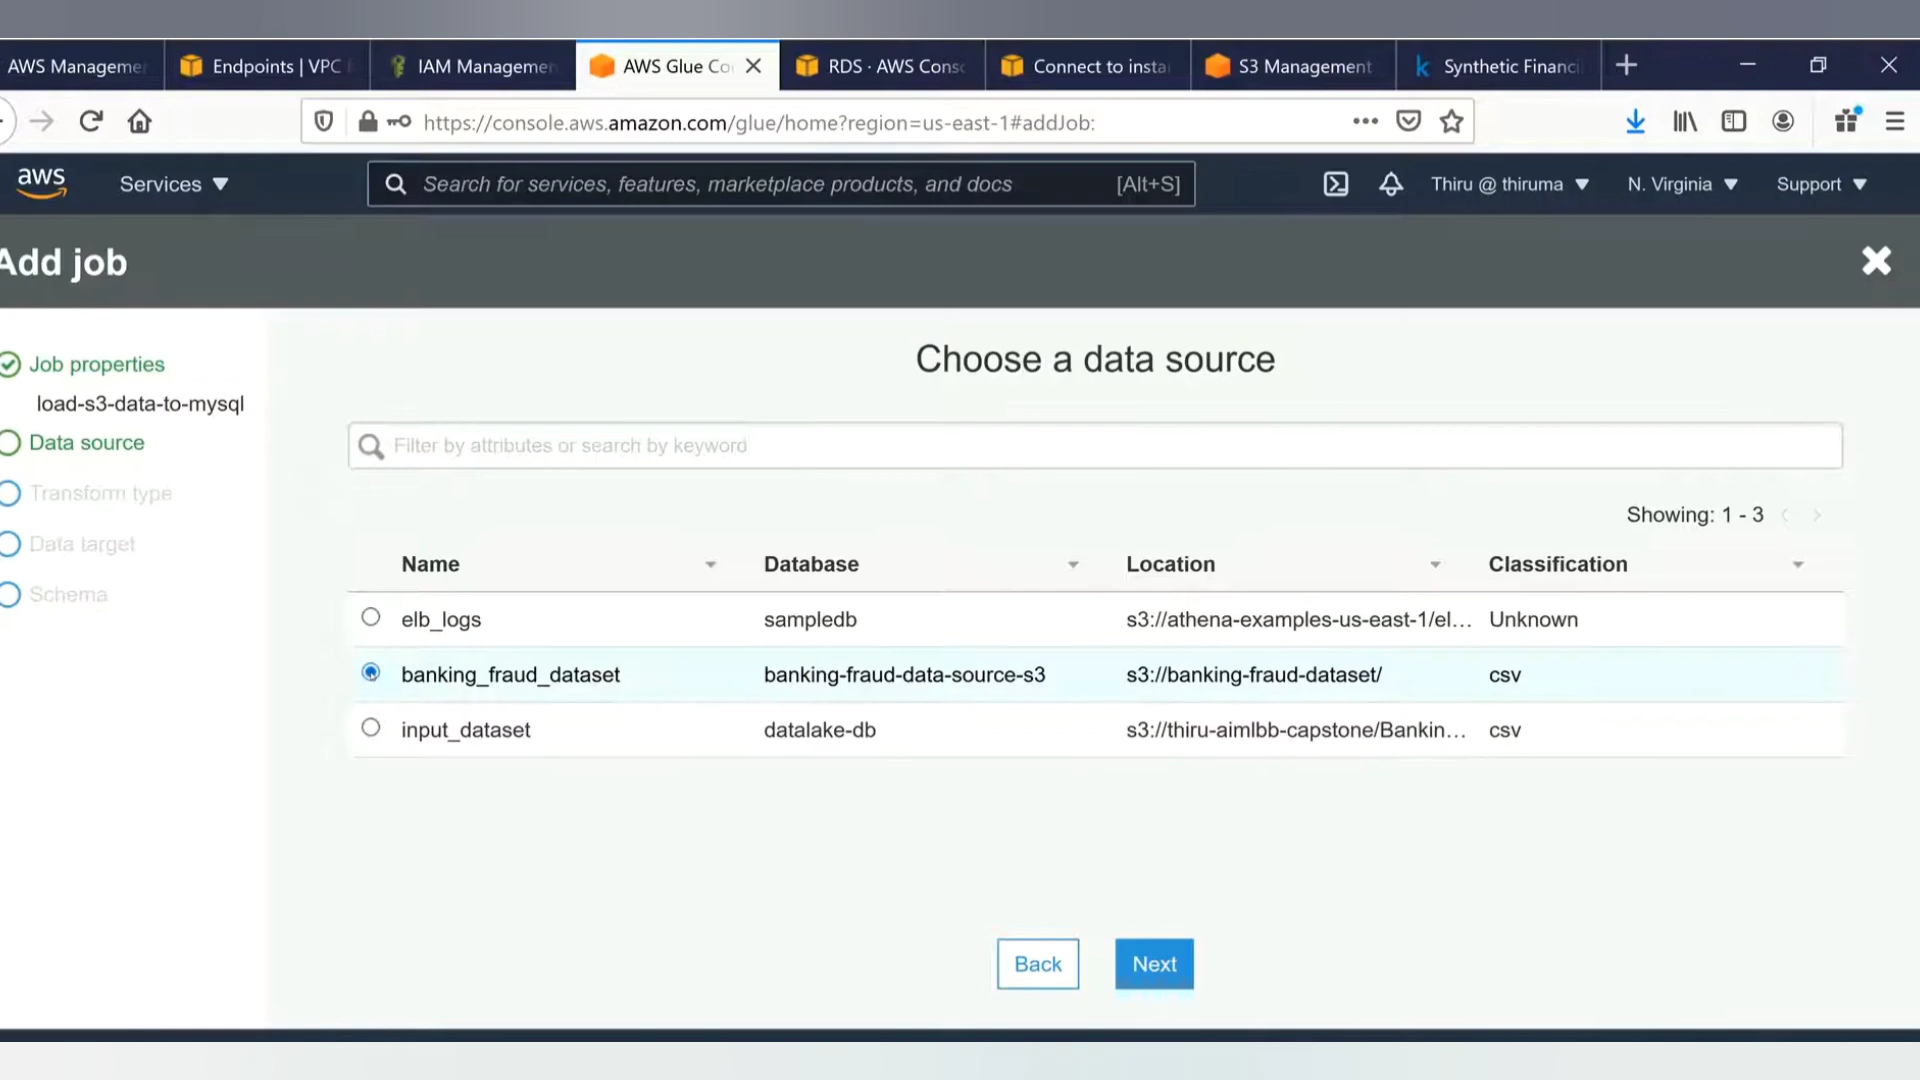 AWS Manageme
Endpoints | VPC
IAM Managemen
AWS Glue Co
RDS · AWS Conso
Connect to insta
S3 Management
Synthetic Financi
https://console.aws.amazon.com/glue/home?region=us-east-1#addJob:
aws
Services
Search for services, features, marketplace products, and docs
[Alt+S]
Thiru @ thiruma
N. Virginia
Support
Add job
Job properties
load-s3-data-to-mysql
Data source
Transform type
Data target
Schema
Choose a data source
Filter by attributes or search by keyword
Showing: 1 - 3
Name Database Location Classification
elb_logs sampledb s3://athena-examples-us-east-1/el... Unknown
banking_fraud_dataset banking-fraud-data-source-s3 s3://banking-fraud-dataset/ csv
input_dataset datalake-db s3://thiru-aimlbb-capstone/Bankin... csv
Back Next